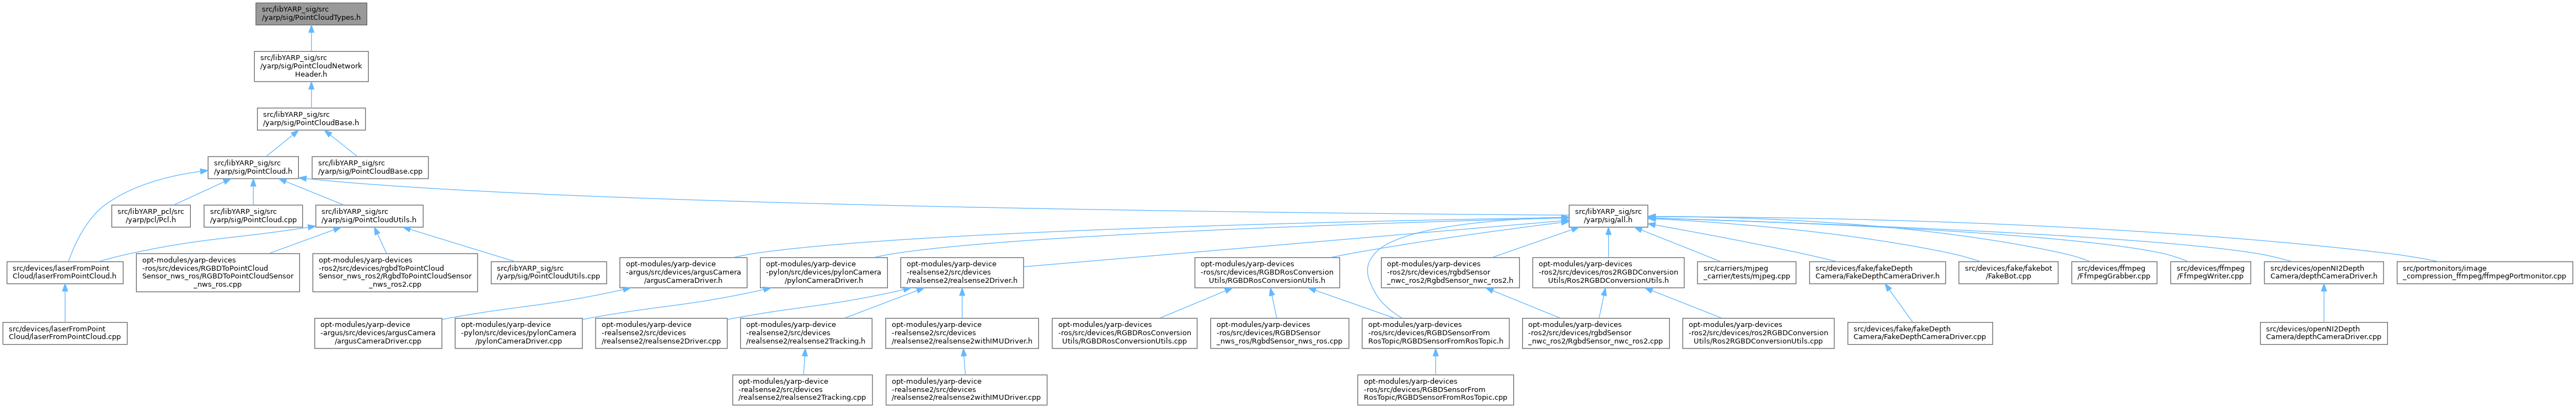 src/libYARP_sig/src
/yarp/sig/PointCloudTypes.h
src/libYARP_sig/src
/yarp/sig/PointCloudNetwork
Header.h
src/libYARP_sig/src
/yarp/sig/PointCloudBase.h
src/libYARP_sig/src
/yarp/sig/PointCloud.h
src/libYARP_sig/src
/yarp/sig/PointCloudBase.cpp
src/libYARP_pcl/src
/yarp/pcl/Pcl.h
src/libYARP_sig/src
/yarp/sig/PointCloud.cpp
src/libYARP_sig/src
/yarp/sig/PointCloudUtils.h
src/libYARP_sig/src
/yarp/sig/all.h
src/devices/laserFromPoint
Cloud/laserFromPointCloud.h
opt-modules/yarp-devices
-ros/src/devices/RGBDToPointCloud
Sensor_nws_ros/RGBDToPointCloudSensor
_nws_ros.cpp
opt-modules/yarp-devices
-ros2/src/devices/rgbdToPointCloud
Sensor_nws_ros2/RgbdToPointCloudSensor
_nws_ros2.cpp
src/libYARP_sig/src
/yarp/sig/PointCloudUtils.cpp
opt-modules/yarp-device
-argus/src/devices/argusCamera
/argusCameraDriver.h
opt-modules/yarp-device
-pylon/src/devices/pylonCamera
/pylonCameraDriver.h
opt-modules/yarp-device
-realsense2/src/devices
/realsense2/realsense2Driver.h
opt-modules/yarp-devices
-ros/src/devices/RGBDRosConversion
Utils/RGBDRosConversionUtils.h
opt-modules/yarp-devices
-ros2/src/devices/rgbdSensor
_nwc_ros2/RgbdSensor_nwc_ros2.h
opt-modules/yarp-devices
-ros2/src/devices/ros2RGBDConversion
Utils/Ros2RGBDConversionUtils.h
src/carriers/mjpeg
_carrier/tests/mjpeg.cpp
src/devices/fake/fakeDepth
Camera/FakeDepthCameraDriver.h
src/devices/fake/fakebot
/FakeBot.cpp
src/devices/ffmpeg
/FfmpegGrabber.cpp
src/devices/ffmpeg
/FfmpegWriter.cpp
src/devices/openNI2Depth
Camera/depthCameraDriver.h
src/portmonitors/image
_compression_ffmpeg/ffmpegPortmonitor.cpp
src/devices/laserFromPoint
Cloud/laserFromPointCloud.cpp
opt-modules/yarp-device
-argus/src/devices/argusCamera
/argusCameraDriver.cpp
opt-modules/yarp-device
-pylon/src/devices/pylonCamera
/pylonCameraDriver.cpp
opt-modules/yarp-device
-realsense2/src/devices
/realsense2/realsense2Driver.cpp
opt-modules/yarp-device
-realsense2/src/devices
/realsense2/realsense2Tracking.h
opt-modules/yarp-device
-realsense2/src/devices
/realsense2/realsense2withIMUDriver.h
opt-modules/yarp-devices
-ros/src/devices/RGBDRosConversion
Utils/RGBDRosConversionUtils.cpp
opt-modules/yarp-devices
-ros/src/devices/RGBDSensor
_nws_ros/RgbdSensor_nws_ros.cpp
opt-modules/yarp-devices
-ros/src/devices/RGBDSensorFrom
RosTopic/RGBDSensorFromRosTopic.h
opt-modules/yarp-devices
-ros2/src/devices/rgbdSensor
_nwc_ros2/RgbdSensor_nwc_ros2.cpp
opt-modules/yarp-devices
-ros2/src/devices/ros2RGBDConversion
Utils/Ros2RGBDConversionUtils.cpp
src/devices/fake/fakeDepth
Camera/FakeDepthCameraDriver.cpp
src/devices/openNI2Depth
Camera/depthCameraDriver.cpp
opt-modules/yarp-device
-realsense2/src/devices
/realsense2/realsense2Tracking.cpp
opt-modules/yarp-device
-realsense2/src/devices
/realsense2/realsense2withIMUDriver.cpp
opt-modules/yarp-devices
-ros/src/devices/RGBDSensorFrom
RosTopic/RGBDSensorFromRosTopic.cpp